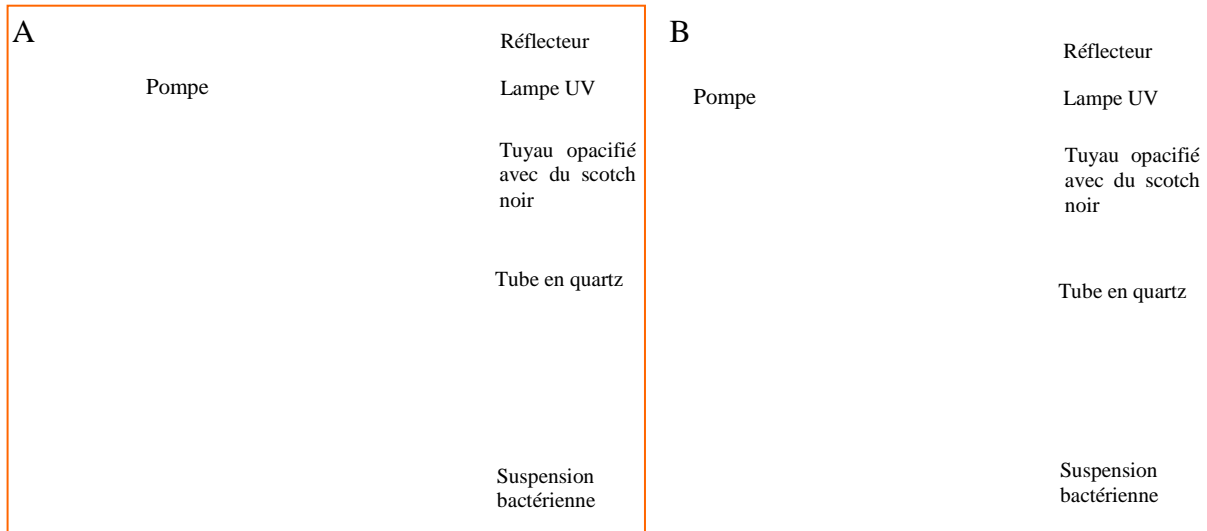 A
Réflecteur
Pompe
Lampe UV
Tuyau opacifié
avec du scotch
noir
Tube en quartz
Suspension
bactérienne
B
Réflecteur
Pompe
Lampe UV
Tuyau opacifié
avec du scotch
noir
Tube en quartz
Suspension
bactérienne